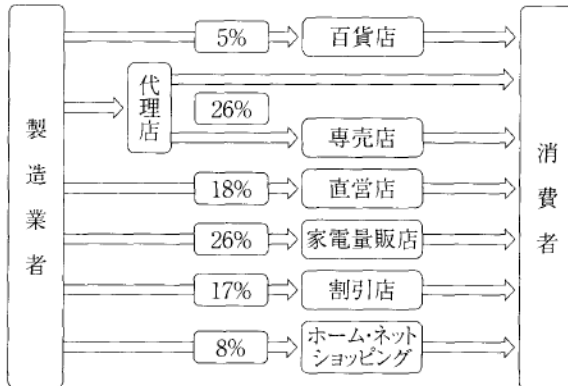 製造業者
5%
百貨店
代理店
26%
専売店
18%
直営店
26%
家電量販店
17%
割引店
8%
ホーム・ネット
ショッピング
消費者